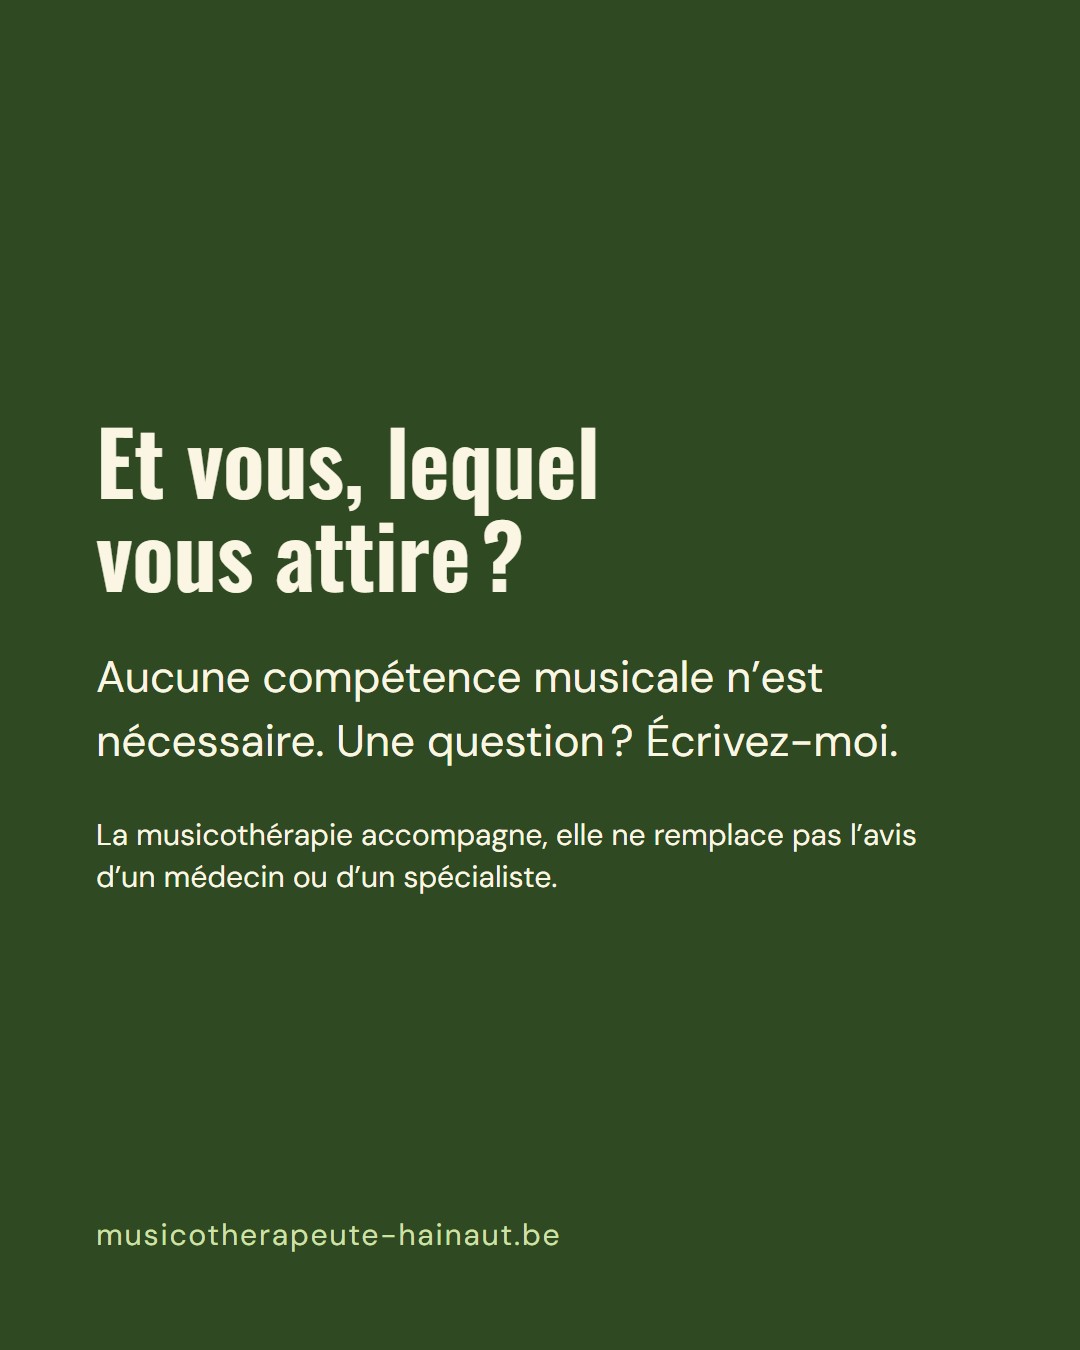 Et vous, lequel
vous attire ?
Aucune compétence musicale n’est
nécessaire. Une question ? Écrivez-moi.
La musicothérapie accompagne, elle ne remplace pas l’avis
d’un médecin ou d’un spécialiste.
musicotherapeute-hainaut.be